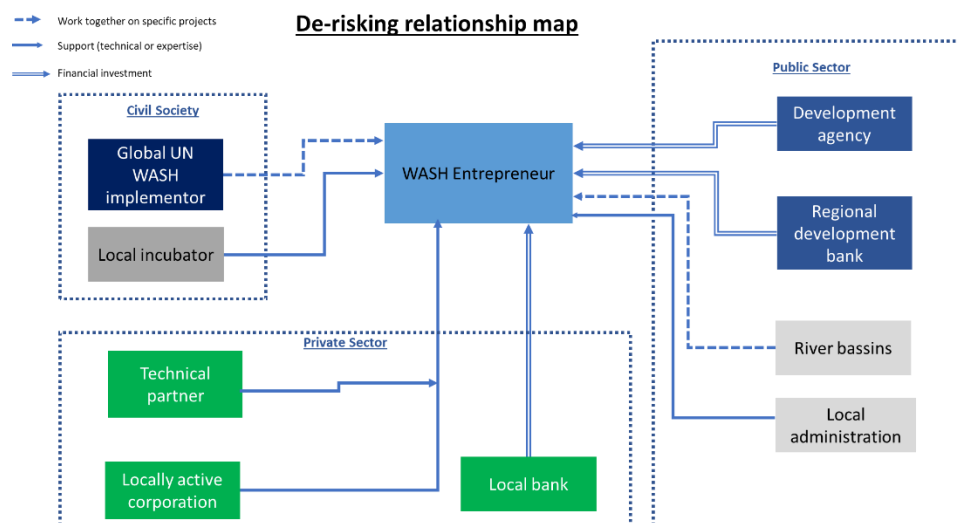 De-risking relationship map
Work together on specific projects
Support (technical or expertise)
Financial investment
Civil Society
Global UN
WASH
implementor
Local incubator
WASH Entrepreneur
Public Sector
Development
agency
Regional
development
bank
River bassins
Local
administration
Private Sector
Technical
partner
Locally active
corporation
Local bank